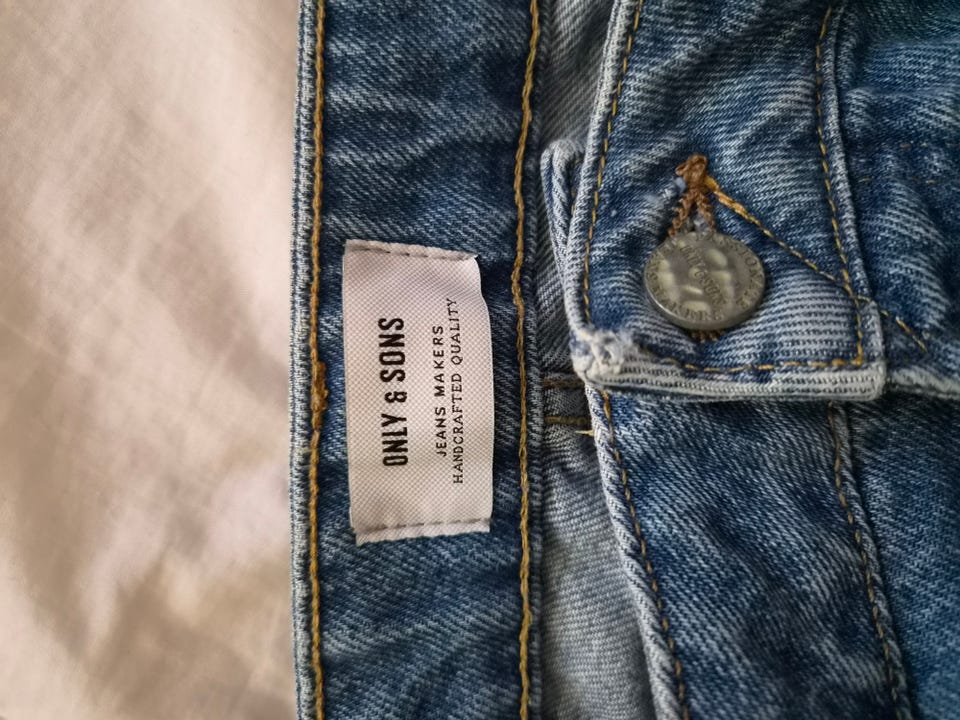 ONLY & SONS
JEANS MAKERS
HANDCRAFTED QUALITY